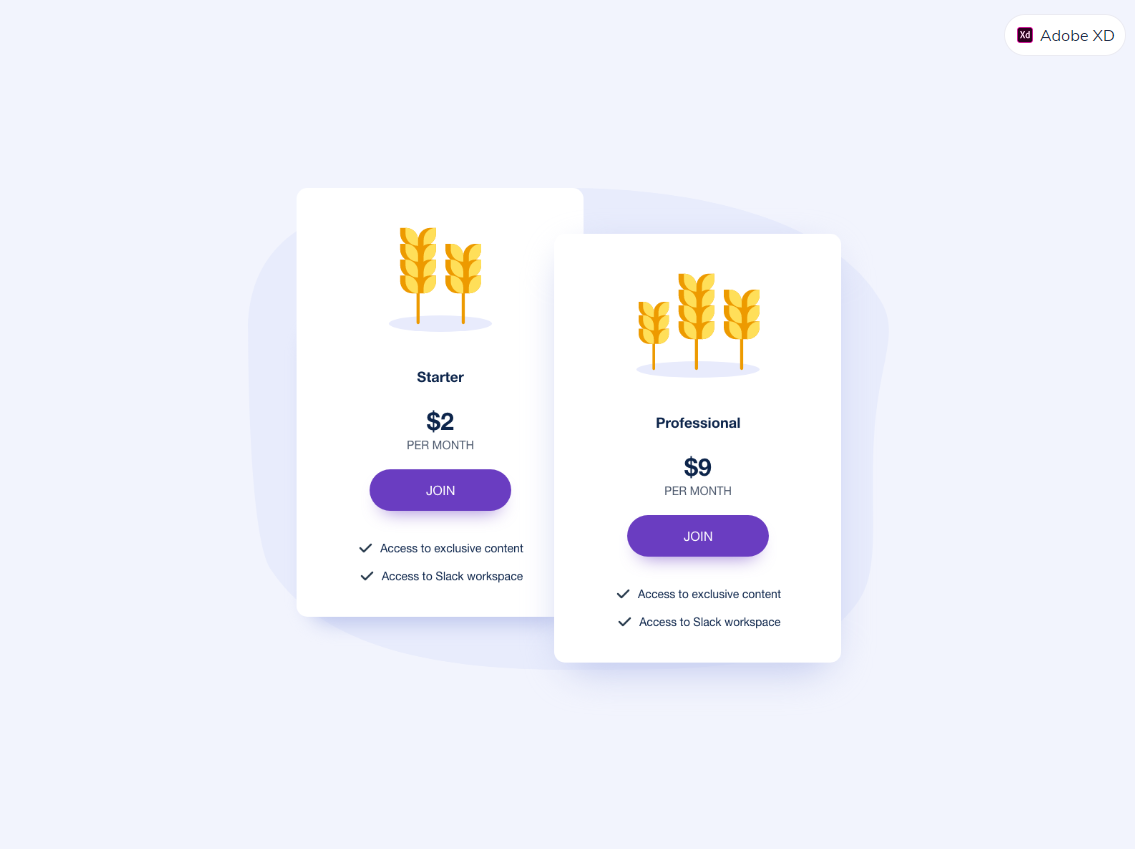 Xd Adobe XD
Starter
$2
PER MONTH
JOIN
Access to exclusive content
Access to Slack workspace
Professional
$9
PER MONTH
JOIN
Access to exclusive content
Access to Slack workspace